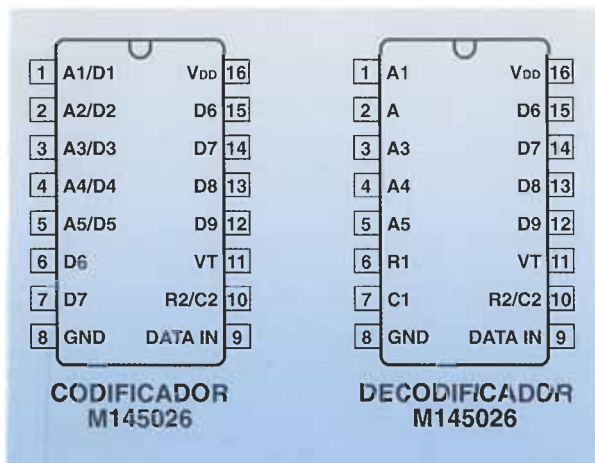 1 A1/D1 VDD 16
2 A2/D2 D6 15
3 A3/D3 D7 14
4 A4/D4 D8 13
5 A5/D5 D9 12
6 D6 VT 11
7 D7 R2/C2 10
8 GND DATA IN 9
CODIFICADOR
M145026
1 A1 VDD 16
2 A D6 15
3 A3 D7 14
4 A4 D8 13
5 A5 D9 12
6 R1 VT 11
7 C1 R2/C2 10
8 GND DATA IN 9
DECODIFICADOR
M145026